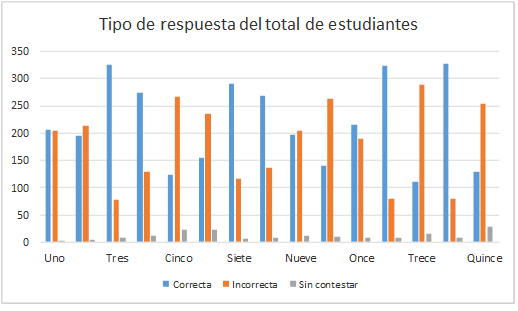 Tipo de respuesta del total de estudiantes
350
300
250
200
150
100
50
0
Uno Tres Cinco Siete Nueve Once Trece Quince
Correcta Incorrecta Sin contestar